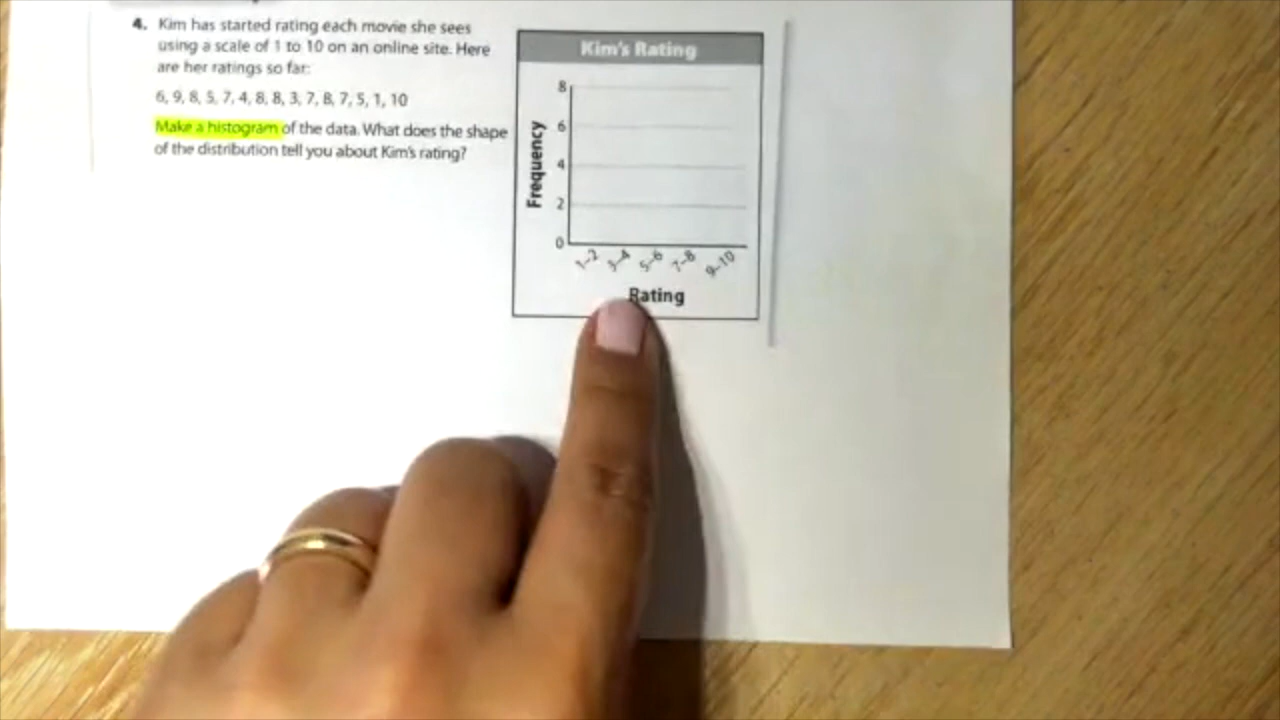 4. Kim has started rating each movie she sees
using a scale of 1 to 10 on an online site. Here
are her ratings so far:
6, 9, 8, 5, 7, 4, 8, 8, 3, 7, 8, 7, 5, 1, 10
Make a histogram of the data. What does the shape
of the distribution tell you about Kim's rating?
Kim's Rating
Frequency
8
6
4
2
0
1–2 3–4 5–6 7–8 9–10
Rating